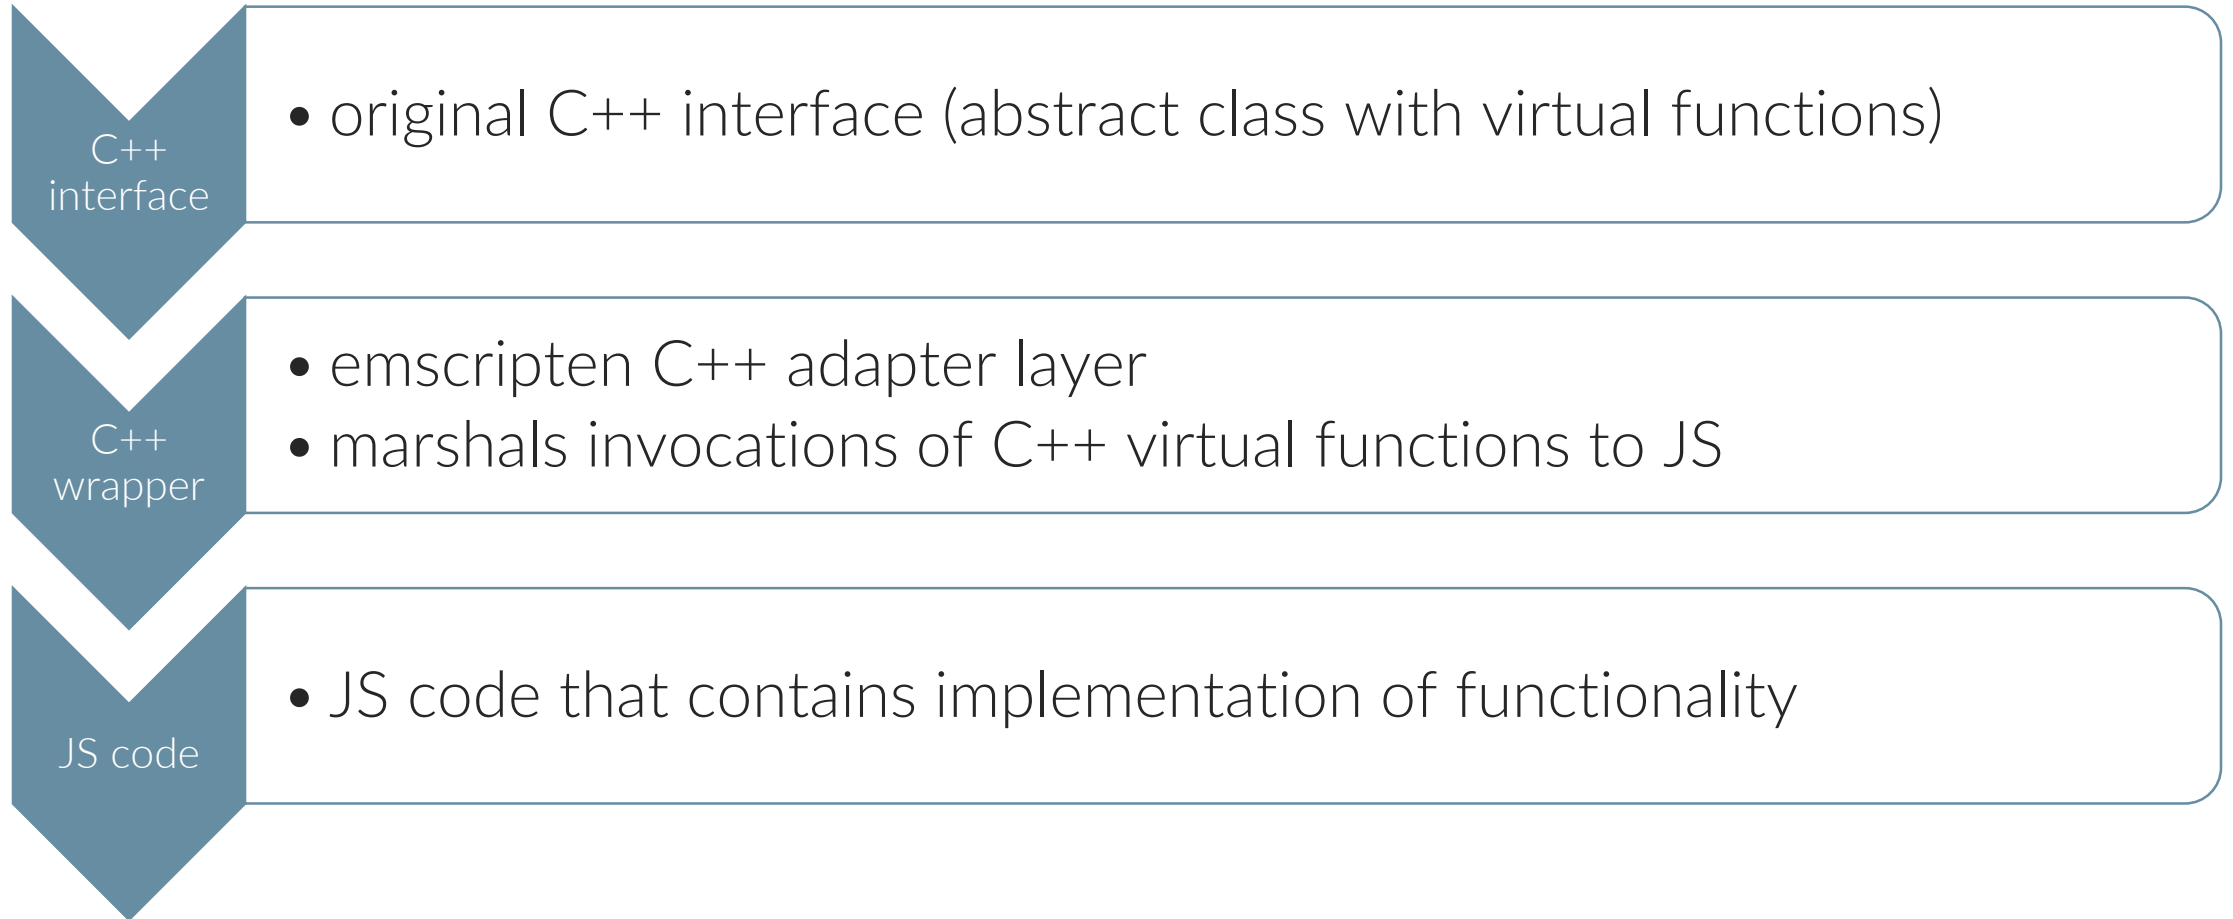 C++
interface
• original C++ interface (abstract class with virtual functions)
C++
wrapper
• emscripten C++ adapter layer
• marshals invocations of C++ virtual functions to JS
JS code
• JS code that contains implementation of functionality